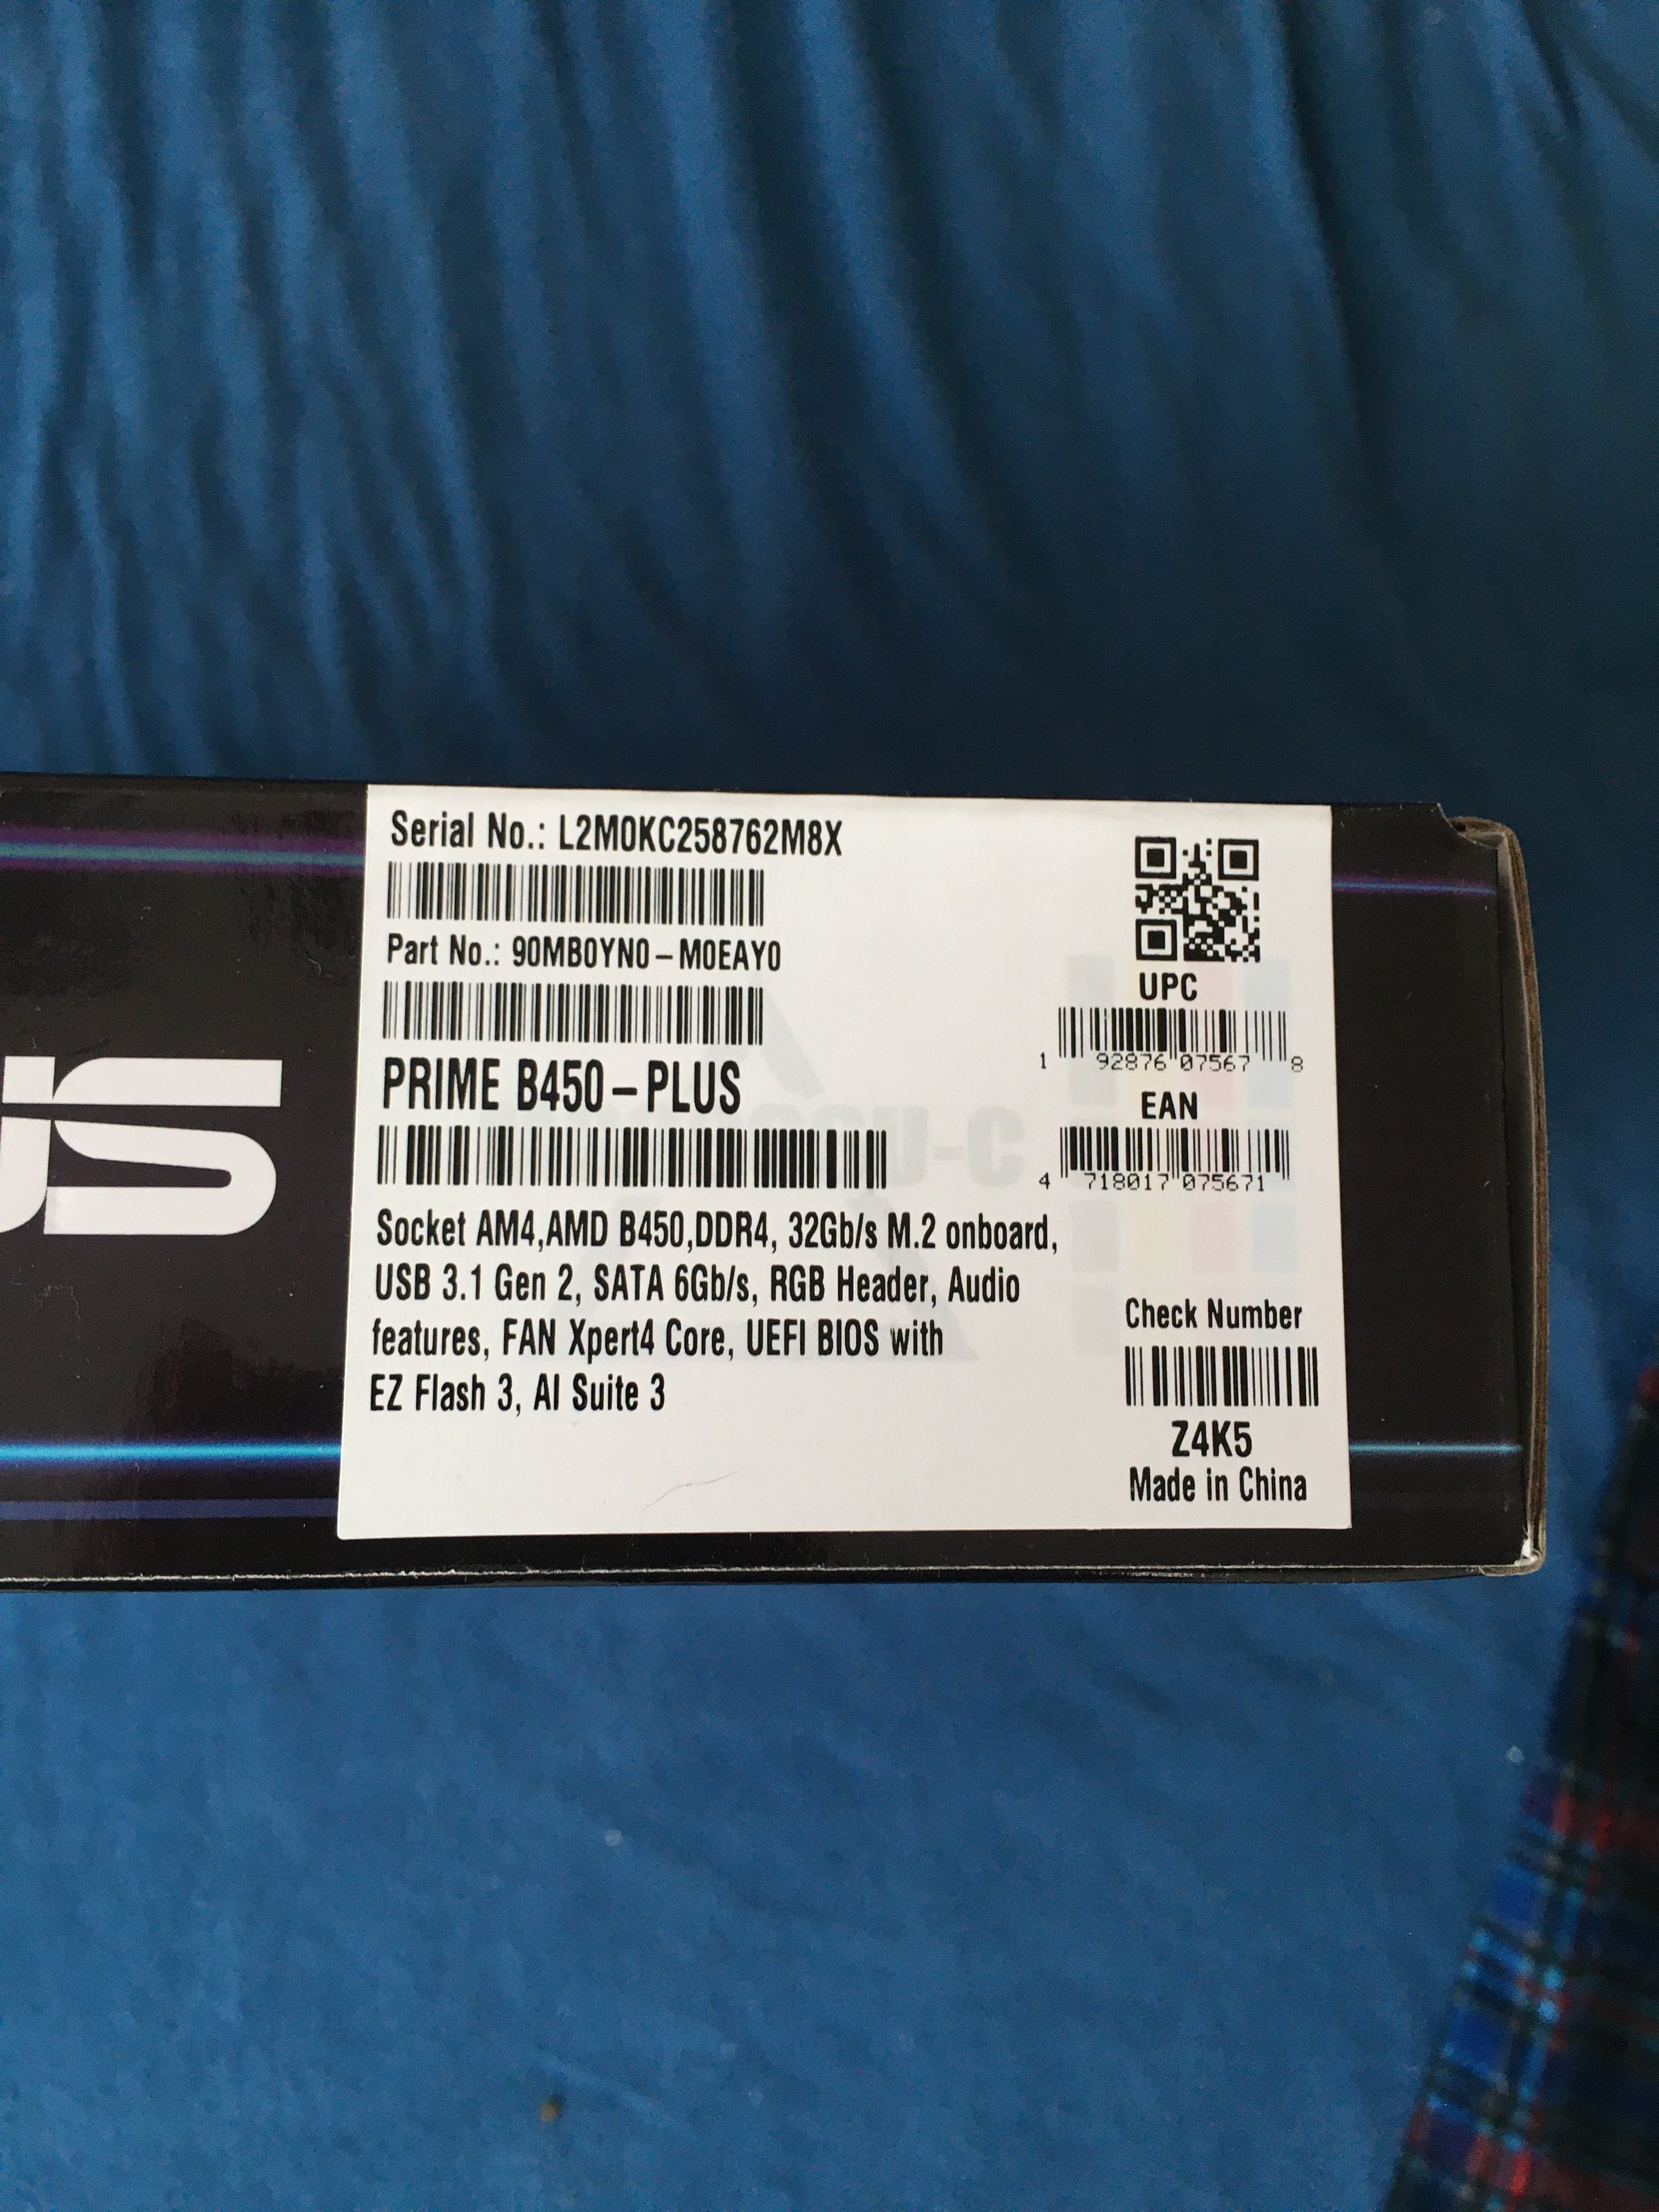 Serial No.: L2M0KC258762M8X
Part No.: 90MB0YN0-M0EAY0
PRIME B450-PLUS
Socket AM4,AMD B450,DDR4, 32Gb/s M.2 onboard,
USB 3.1 Gen 2, SATA 6Gb/s, RGB Header, Audio
features, FAN Xpert4 Core, UEFI BIOS with
EZ Flash 3, AI Suite 3
UPC
1 92876 07567 8
EAN
4 718017 075671
Check Number
Z4K5
Made in China